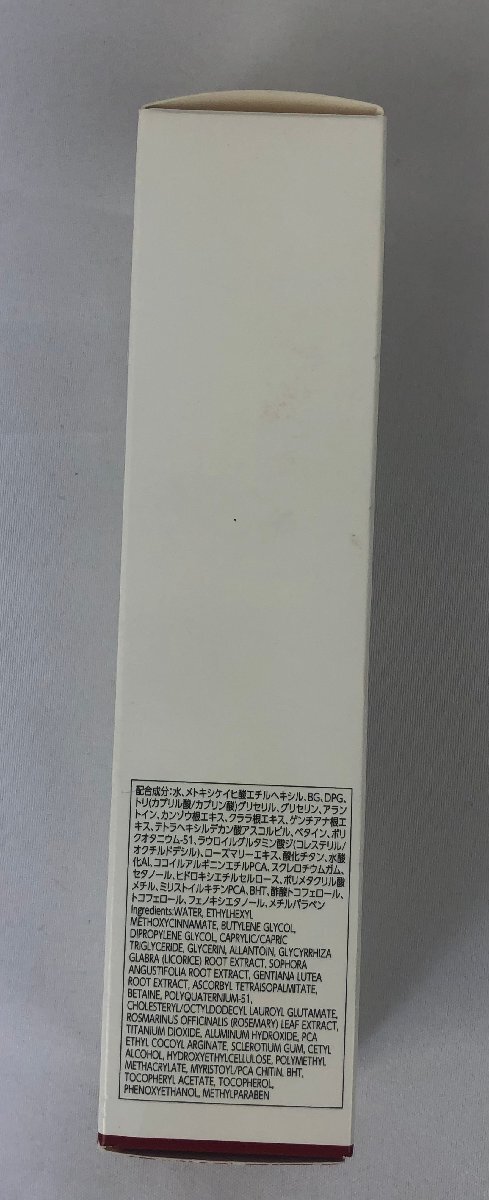 配合成分:水、メトキシケイヒ酸エチルヘキシル、BG、DPG、
トリ(カプリル酸/カプリン酸)グリセリル、グリセリン、アラン
トイン、カンゾウ根エキス、クララ根エキス、ゲンチアナ根エ
キス、テトラヘキシルデカン酸アスコルビル、ベタイン、ポリ
クオタニウム-51、ラウロイルグルタミン酸ジ(コレステリル/
オクチルドデシル)、ローズマリーエキス、酸化チタン、水酸
化Al、ココイルアルギニンエチルPCA、スクレロチウムガム、
セタノール、ヒドロキシエチルセルロース、ポリメタクリル酸
メチル、ミリストイルキチンPCA、BHT、酢酸トコフェロール、
トコフェロール、フェノキシエタノール、メチルパラベン
Ingredients:WATER, ETHYLHEXYL
METHOXYCINNAMATE, BUTYLENE GLYCOL,
DIPROPYLENE GLYCOL, CAPRYLIC/CAPRIC
TRIGLYCERIDE, GLYCERIN, ALLANTOIN, GLYCYRRHIZA
GLABRA (LICORICE) ROOT EXTRACT, SOPHORA
ANGUSTIFOLIA ROOT EXTRACT, GENTIANA LUTEA
ROOT EXTRACT, ASCORBYL TETRAISOPALMITATE,
BETAINE, POLYQUATERNIUM-51,
CHOLESTERYL/OCTYLDODECYL LAUROYL GLUTAMATE,
ROSMARINUS OFFICINALIS (ROSEMARY) LEAF EXTRACT,
TITANIUM DIOXIDE, ALUMINUM HYDROXIDE, PCA
ETHYL COCOYL ARGINATE, SCLEROTIUM GUM, CETYL
ALCOHOL, HYDROXYETHYLCELLULOSE, POLYMETHYL
METHACRYLATE, MYRISTOYL/PCA CHITIN, BHT,
TOCOPHERYL ACETATE, TOCOPHEROL,
PHENOXYETHANOL, METHYLPARABEN